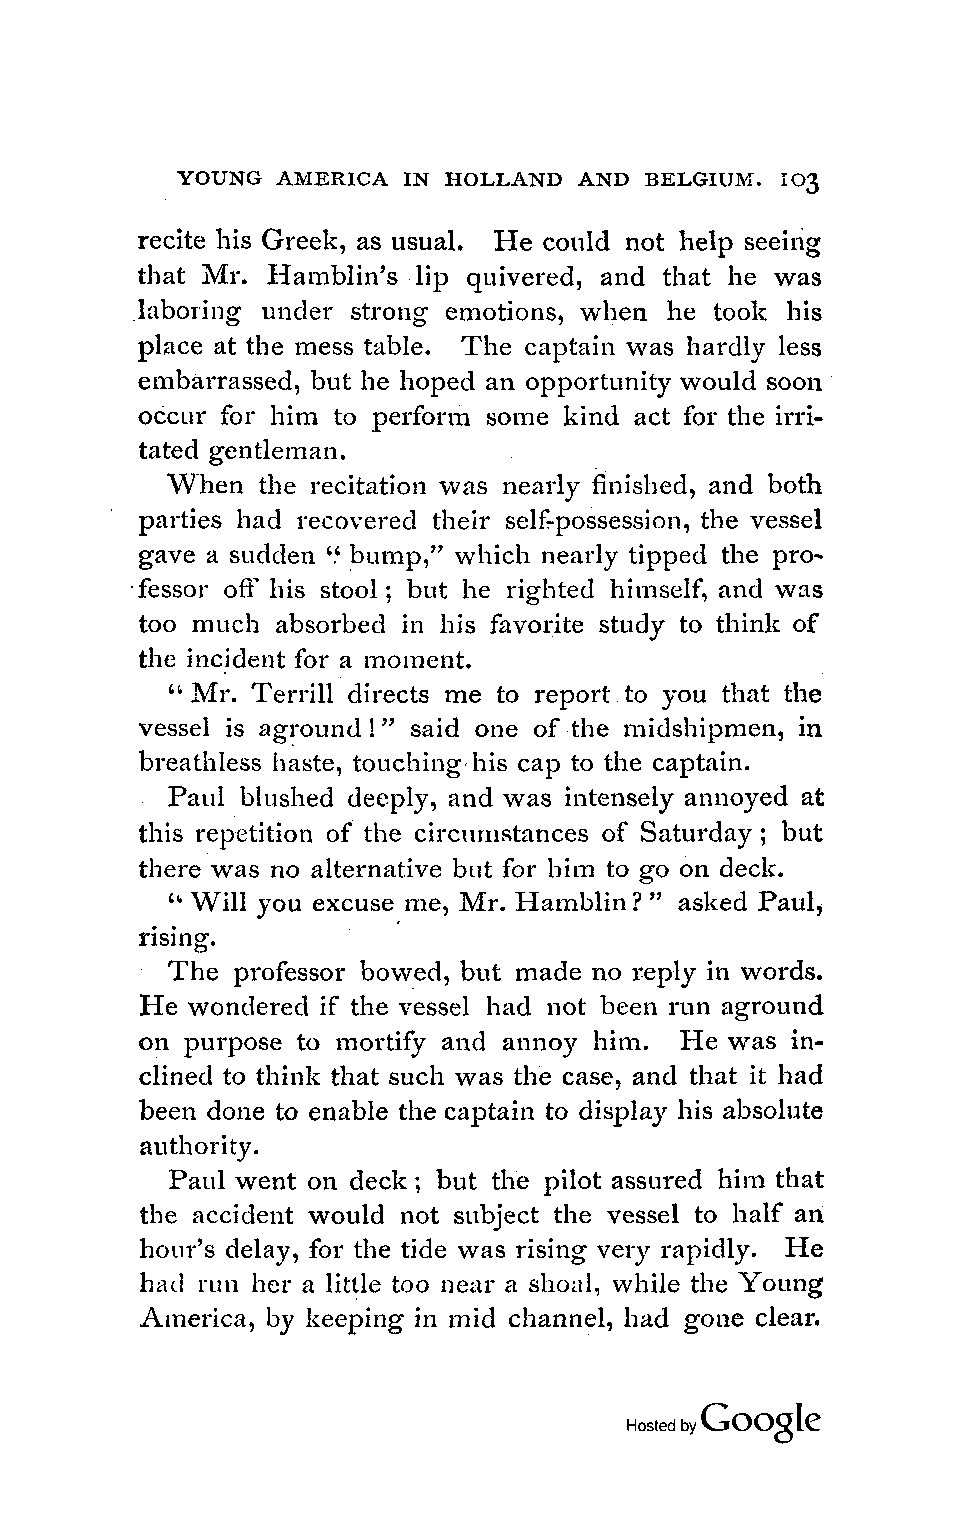 YOUNG AMERICA IN HOLLAND AND BELGIUM. 103
recite his Greek, as usual. He could not help seeing
that Mr. Hamblin's lip quivered, and that he was
laboring under strong emotions, when he took his
place at the mess table. The captain was hardly less
embarrassed, but he hoped an opportunity would soon
occur for him to perform some kind act for the irri-
tated gentleman.
When the recitation was nearly finished, and both
parties had recovered their self-possession, the vessel
gave a sudden "bump," which nearly tipped the pro-
fessor off his stool; but he righted himself, and was
too much absorbed in his favorite study to think of
the incident for a moment.
"Mr. Terrill directs me to report to you that the
vessel is aground!" said one of the midshipmen, in
breathless haste, touching his cap to the captain.
Paul blushed deeply, and was intensely annoyed at
this repetition of the circumstances of Saturday; but
there was no alternative but for him to go on deck.
"Will you excuse me, Mr. Hamblin?" asked Paul,
rising.
The professor bowed, but made no reply in words.
He wondered if the vessel had not been run aground
on purpose to mortify and annoy him. He was in-
clined to think that such was the case, and that it had
been done to enable the captain to display his absolute
authority.
Paul went on deck; but the pilot assured him that
the accident would not subject the vessel to half an
hour's delay, for the tide was rising very rapidly. He
had run her a little too near a shoal, while the Young
America, by keeping in mid channel, had gone clear.
Hosted by Google